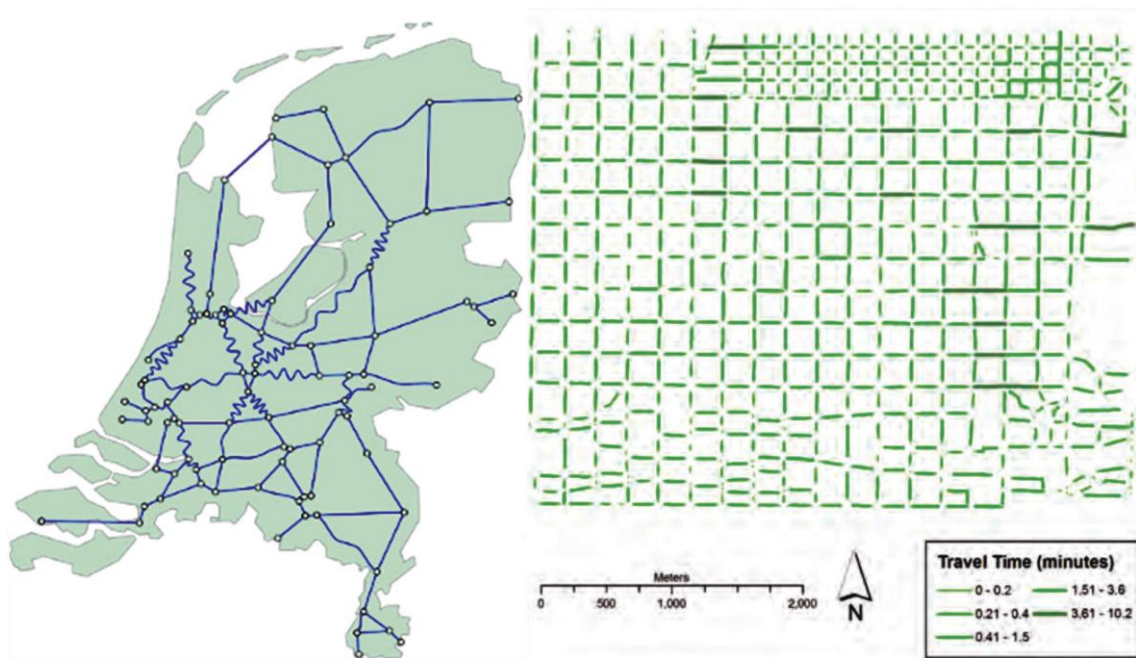 Meters
0 500 1,000 2,000
N
Travel Time (minutes)
0 - 0.2 1.51 - 3.6
0.21 - 0.4 3.61 - 10.2
0.41 - 1.5